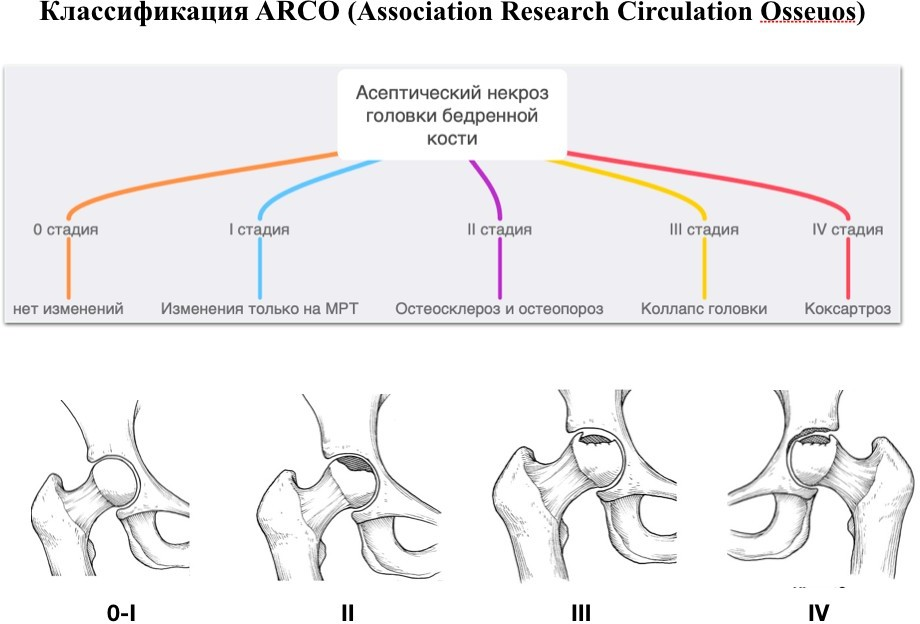 Классификация ARCO (Association Research Circulation Osseuos)
Асептический некроз
головки бедренной
кости
0 стадия I стадия II стадия III стадия IV стадия
нет изменений Изменения только на МРТ Остеосклероз и остеопороз Коллапс головки Коксартроз
0-I II III IV